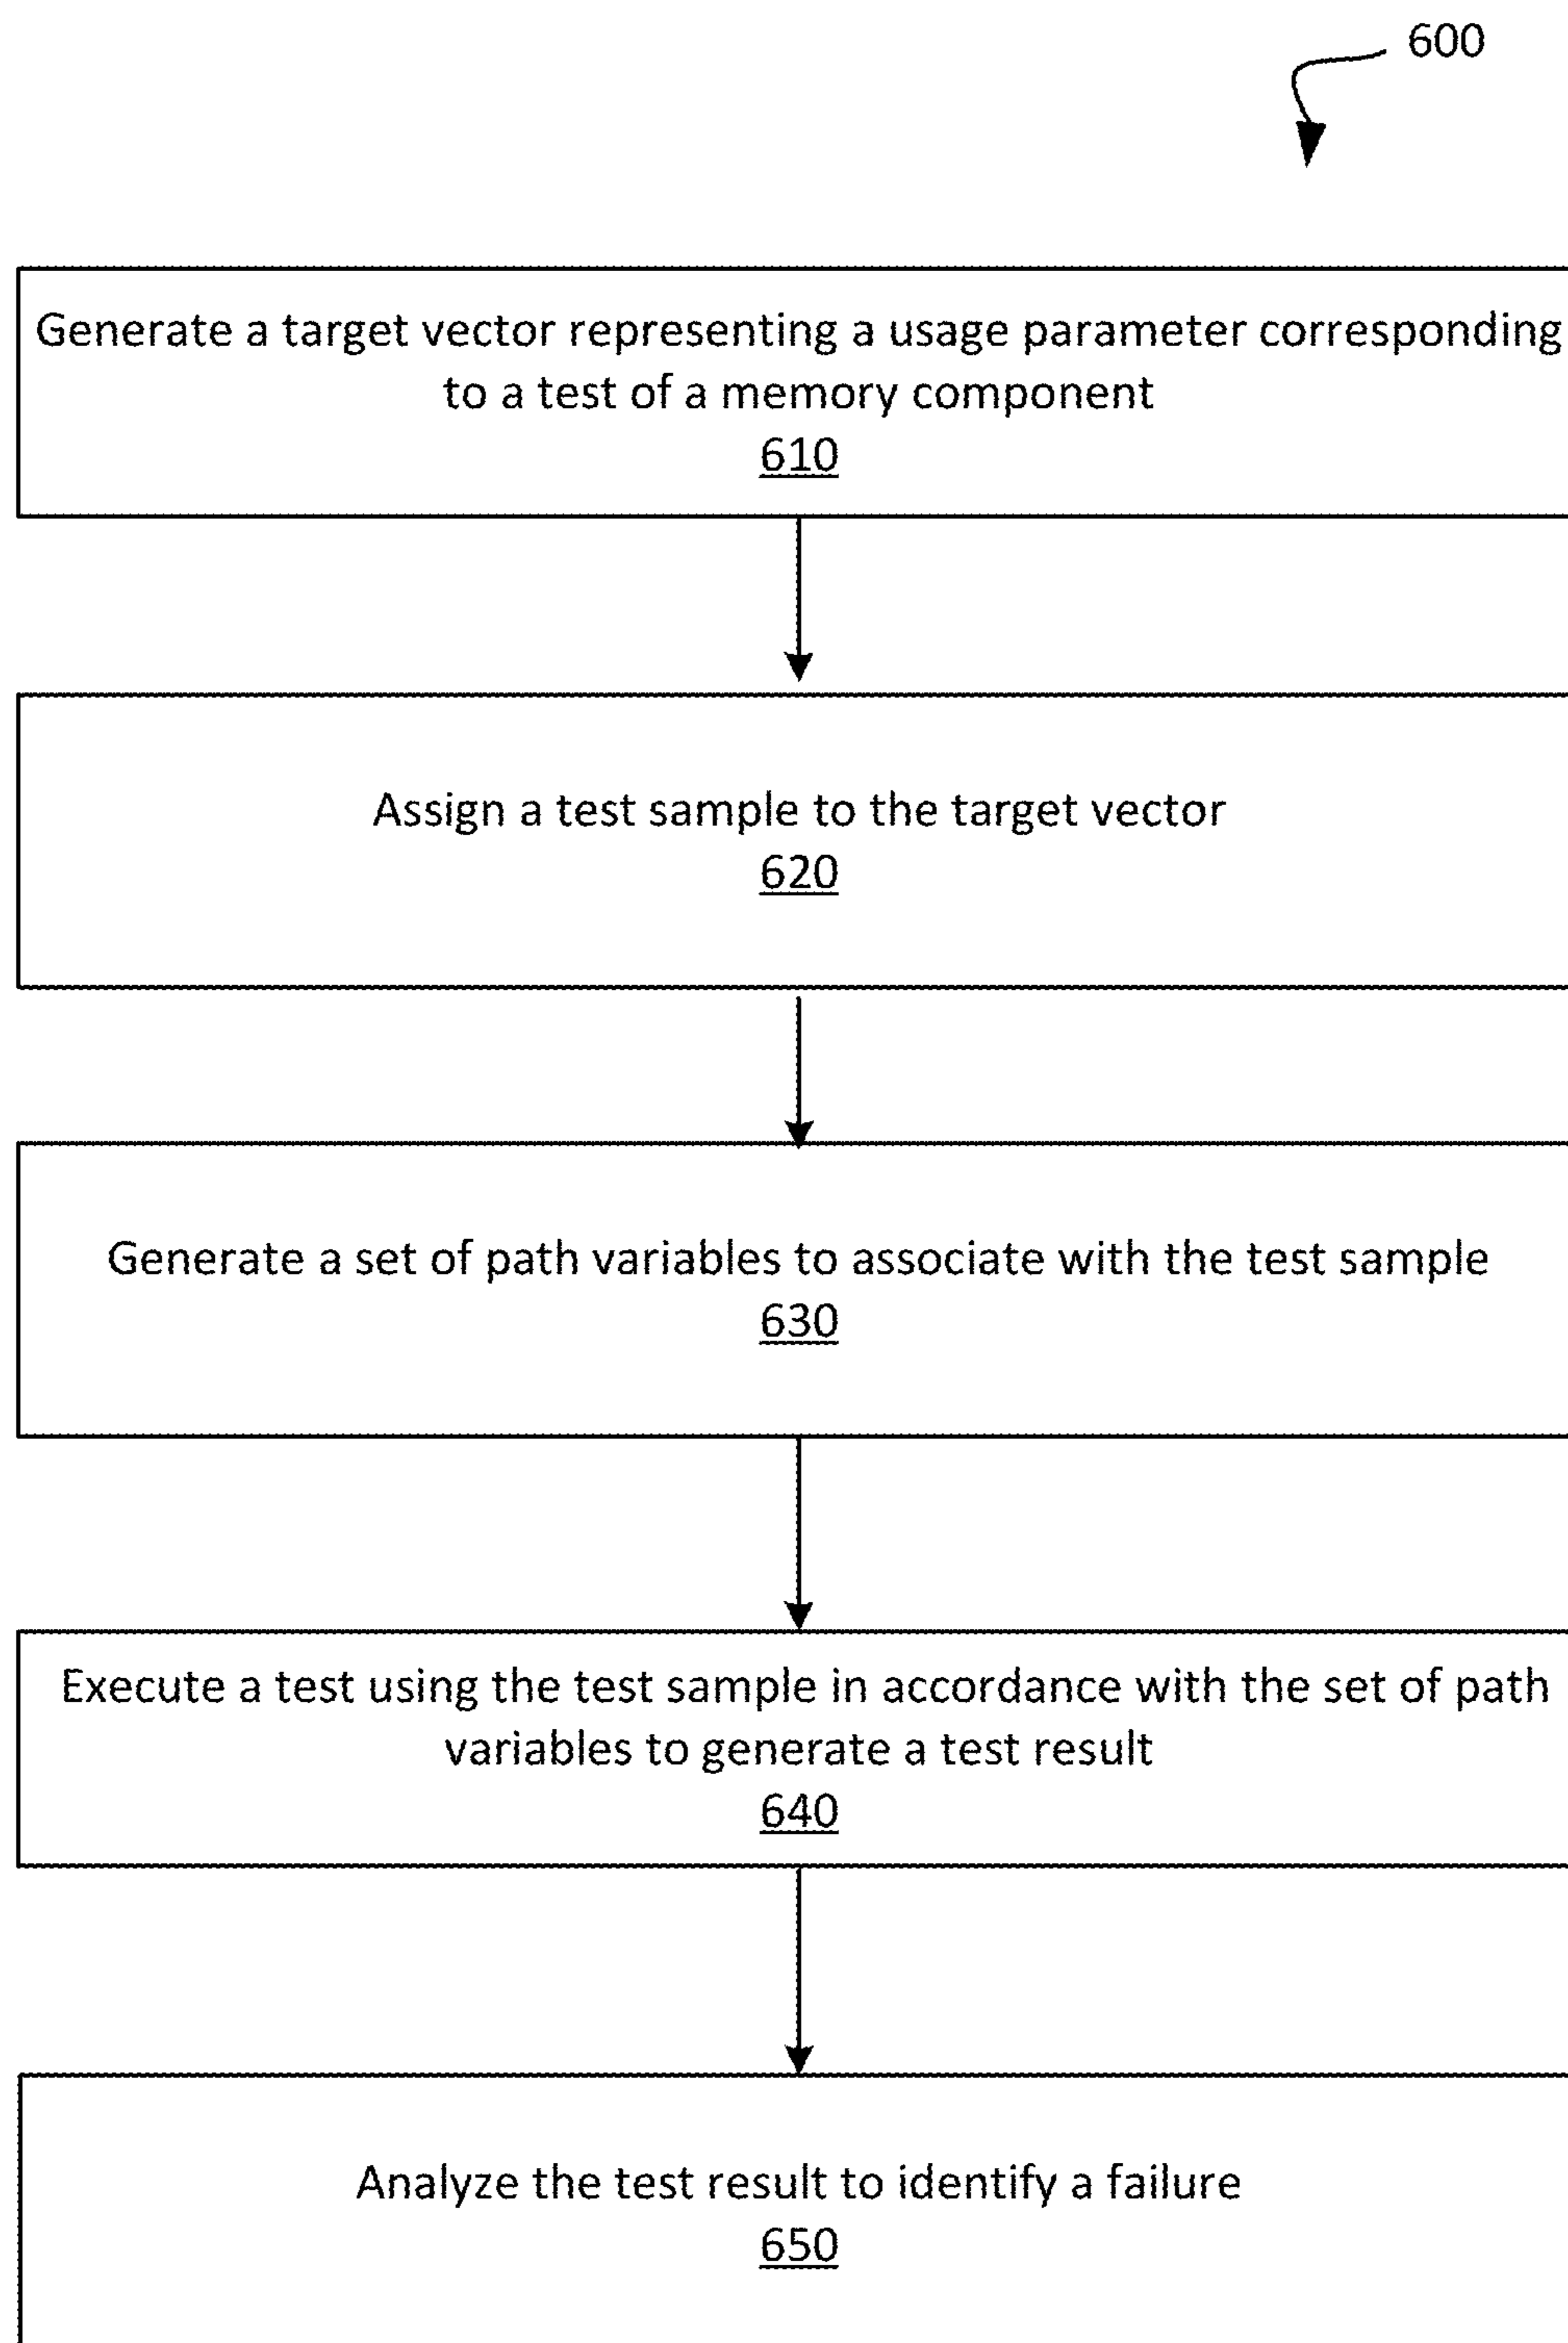 600
Generate a target vector representing a usage parameter corresponding
to a test of a memory component
610
Assign a test sample to the target vector
620
Generate a set of path variables to associate with the test sample
630
Execute a test using the test sample in accordance with the set of path
variables to generate a test result
640
Analyze the test result to identify a failure
650